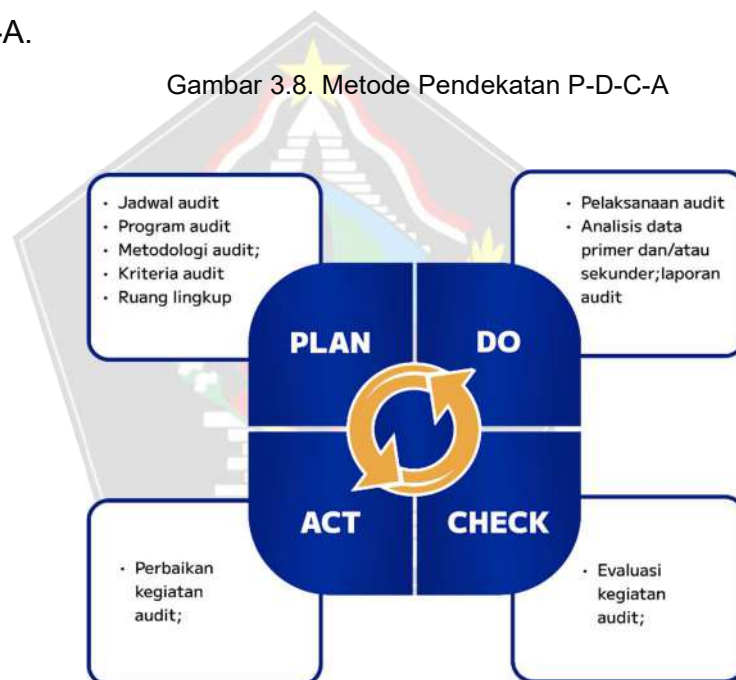 -A.
Gambar 3.8. Metode Pendekatan P-D-C-A
· Jadwal audit
· Program audit
· Metodologi audit;
· Kriteria audit
· Ruang lingkup
· Pelaksanaan audit
· Analisis data
primer dan/atau
sekunder;laporan
audit
PLAN
DO
ACT
CHECK
· Perbaikan
kegiatan
audit;
· Evaluasi
kegiatan
audit;